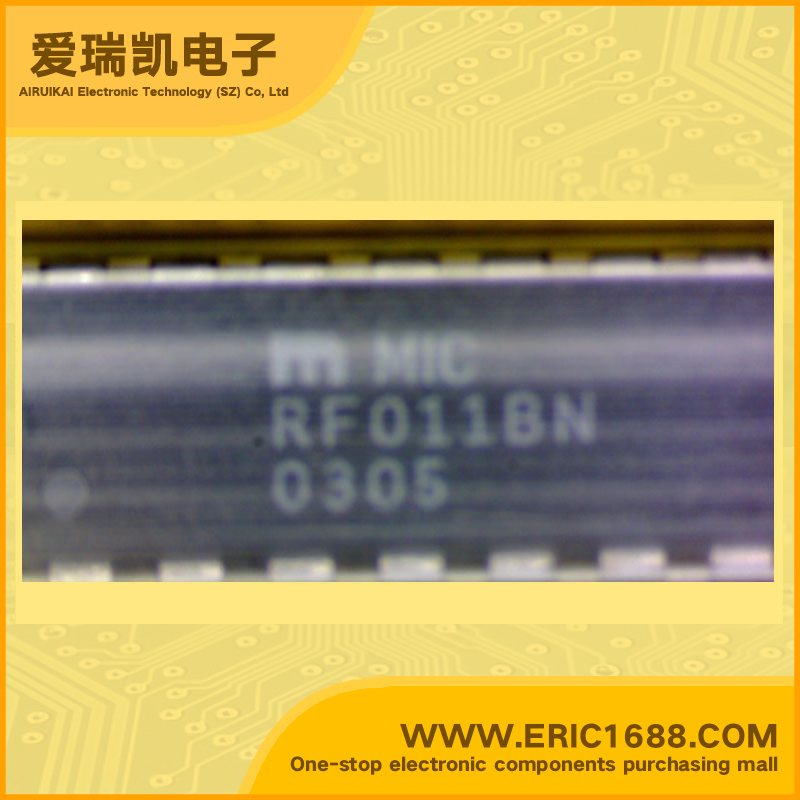 爱瑞凯电子
AIRUIKAI Electronic Technology (SZ) Co, Ltd
m MIC
RF011BN
0305
WWW.ERIC1688.COM
One-stop electronic components purchasing mall